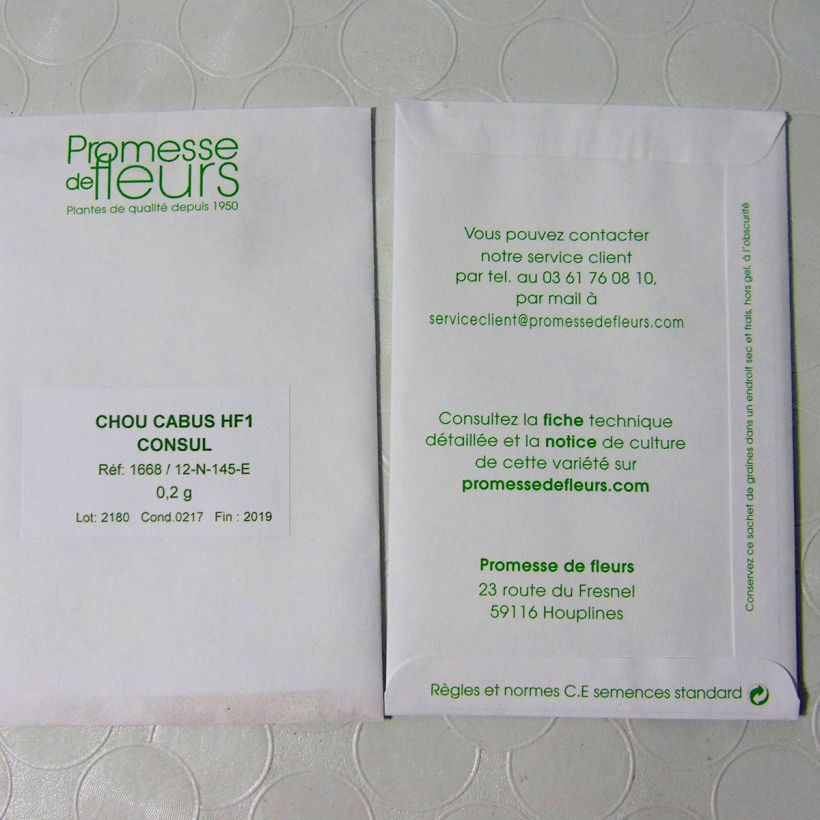 Promesse
de fleurs
Plantes de qualité depuis 1950
CHOU CABUS HF1
CONSUL
Réf: 1668 / 12-N-145-E
0,2 g
Lot: 2180 Cond.0217 Fin : 2019
Vous pouvez contacter
notre service client
par tel. au 03 61 76 08 10,
par mail à
serviceclient@promessedefleurs.com
Consultez la fiche technique
détaillée et la notice de culture
de cette variété sur
promessedefleurs.com
Promesse de fleurs
23 route du Fresnel
59116 Houplines
Règles et normes C.E semences standard
Conservez ce sachet de graines dans un endroit sec et frais, hors gel, à l'obscurité